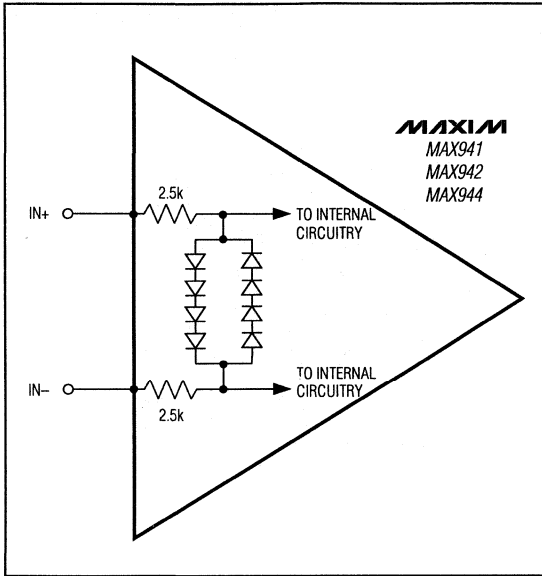 MAXIM
MAX941
MAX942
MAX944
2.5k
IN+
TO INTERNAL
CIRCUITRY
TO INTERNAL
CIRCUITRY
IN–
2.5k